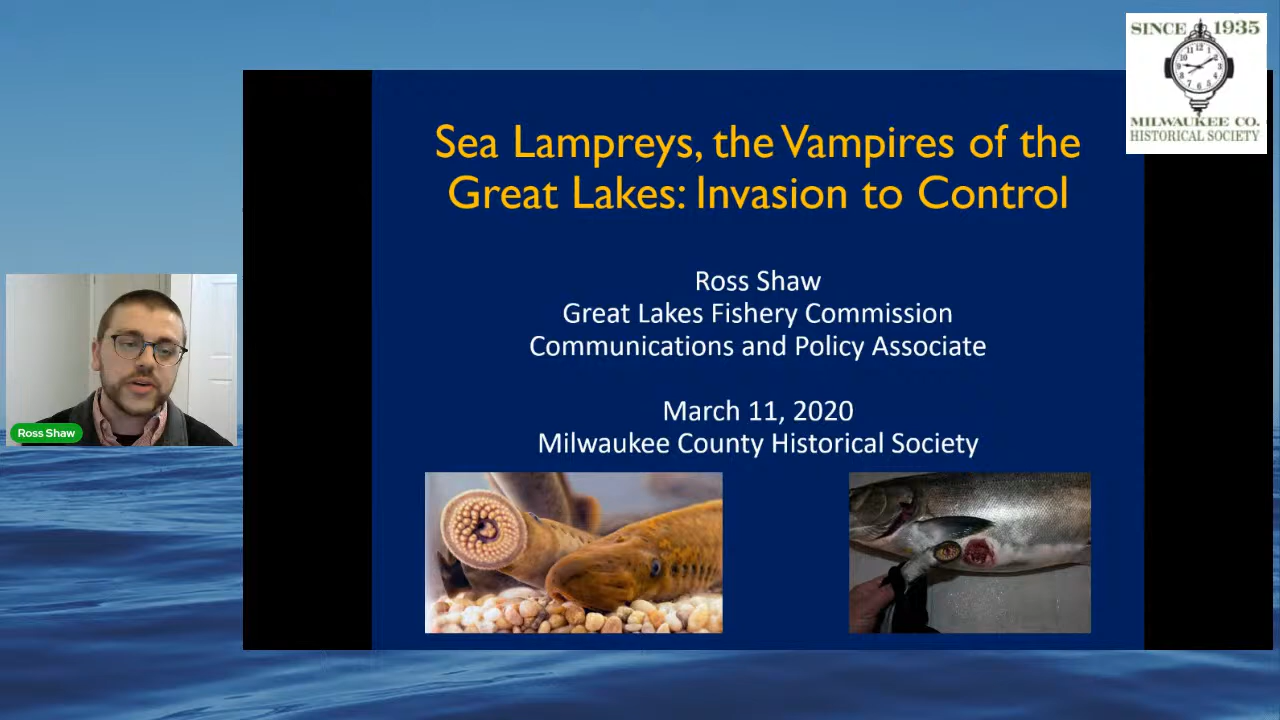 SINCE 1935
MILWAUKEE CO.
HISTORICAL SOCIETY
Sea Lampreys, the Vampires of the
Great Lakes: Invasion to Control
Ross Shaw
Great Lakes Fishery Commission
Communications and Policy Associate
March 11, 2020
Milwaukee County Historical Society
Ross Shaw